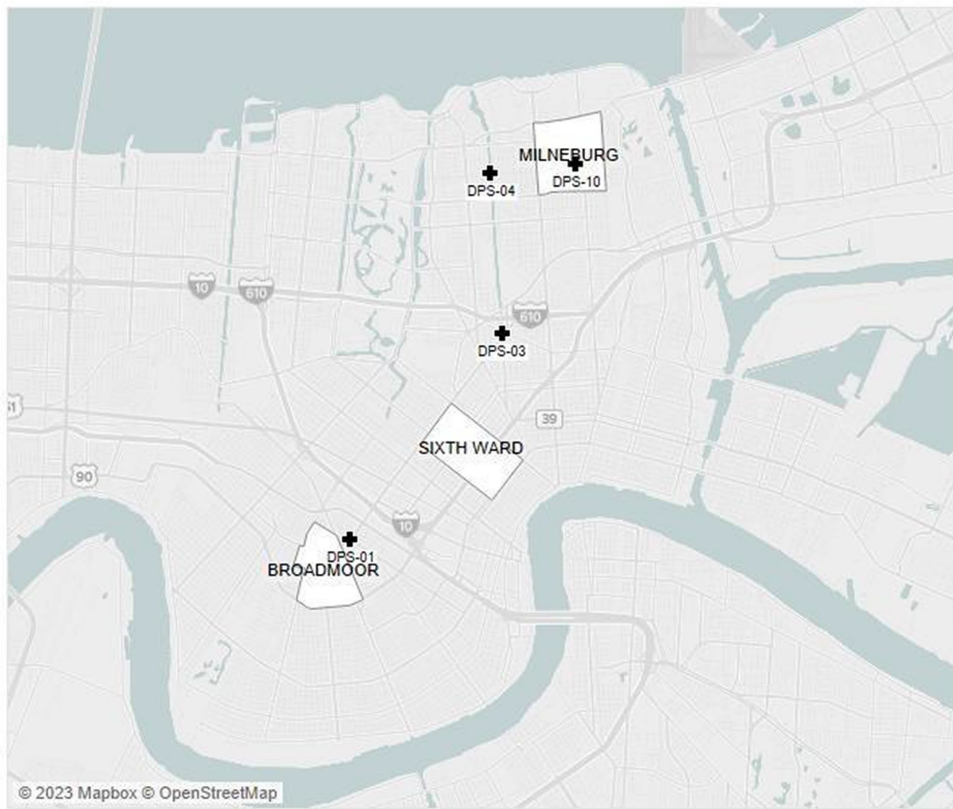 MILNEBURG
DPS-04
DPS-10
10
610
610
DPS-03
61
39
SIXTH WARD
90
10
DPS-01
BROADMOOR
© 2023 Mapbox © OpenStreetMap